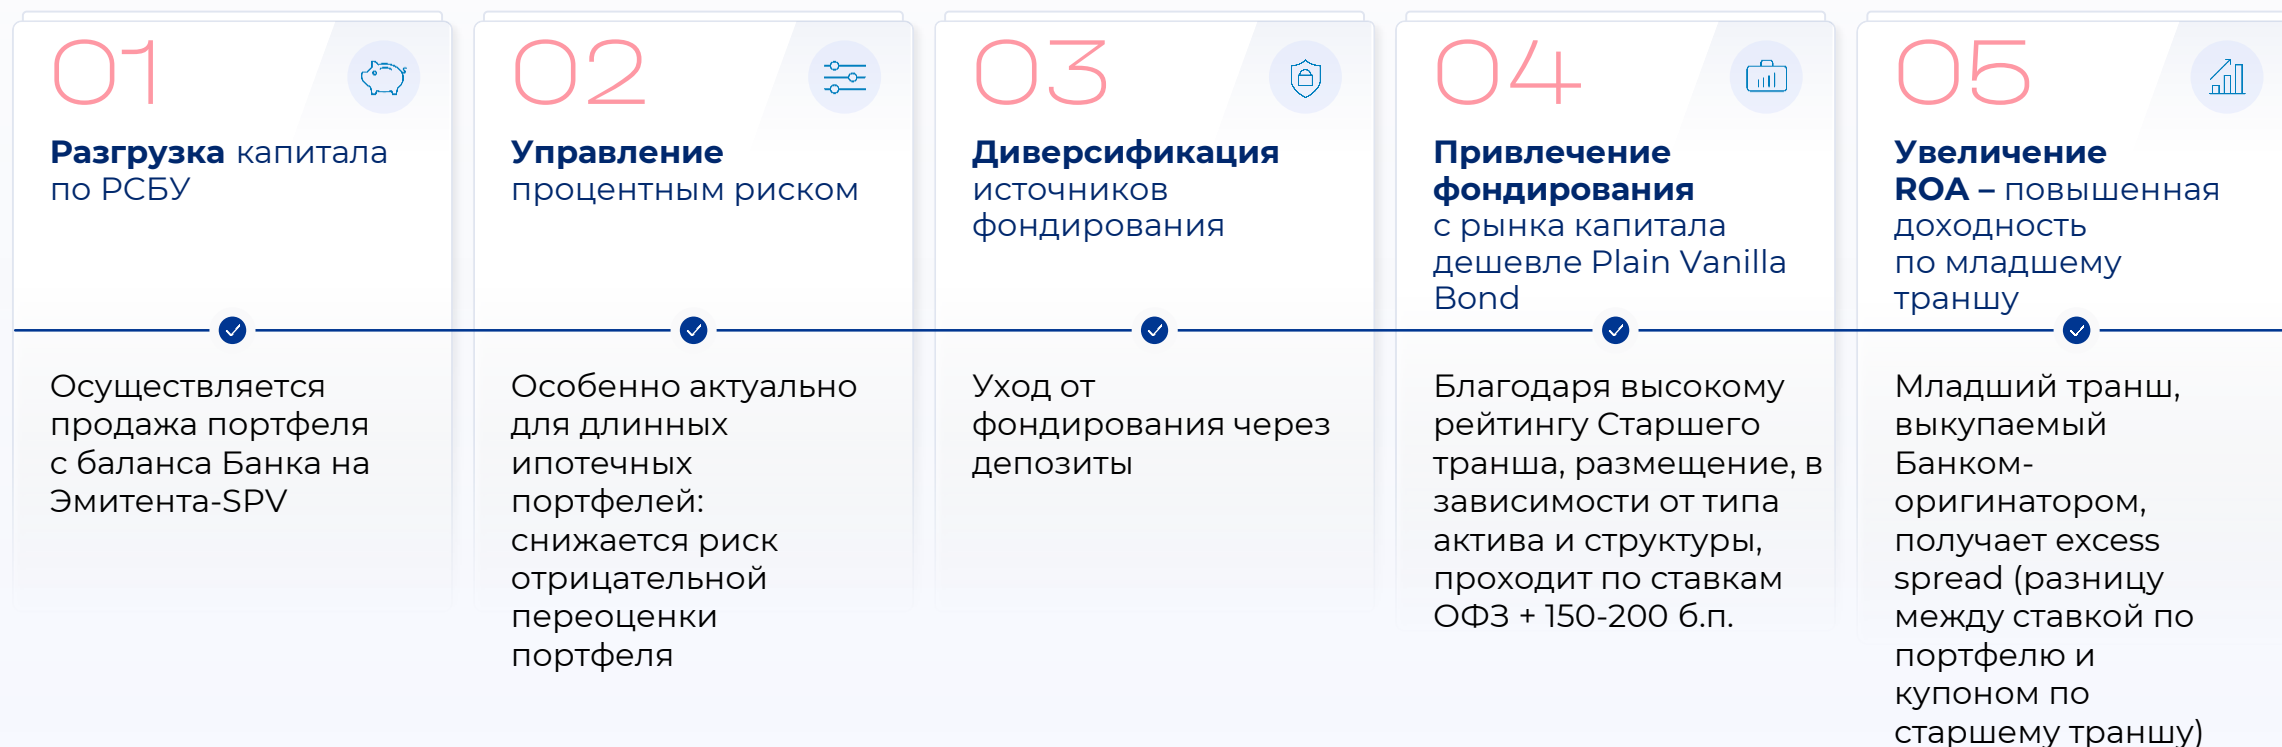 01
Разгрузка капитала
по РСБУ
Осуществляется
продажа портфеля
с баланса Банка на
Эмитента-SPV
02
Управление
процентным риском
Особенно актуально
для длинных
ипотечных
портфелей:
снижается риск
отрицательной
переоценки
портфеля
03
Диверсификация
источников
фондирования
Уход от
фондирования через
депозиты
04
Привлечение
фондирования
с рынка капитала
дешевле Plain Vanilla
Bond
Благодаря высокому
рейтингу Старшего
транша, размещение, в
зависимости от типа
актива и структуры,
проходит по ставкам
ОФЗ + 150-200 б.п.
05
Увеличение
ROA – повышенная
доходность
по младшему
траншу
Младший транш,
выкупаемый
Банком-
оригинатором,
получает excess
spread (разницу
между ставкой по
портфелю и
купоном по
старшему траншу)